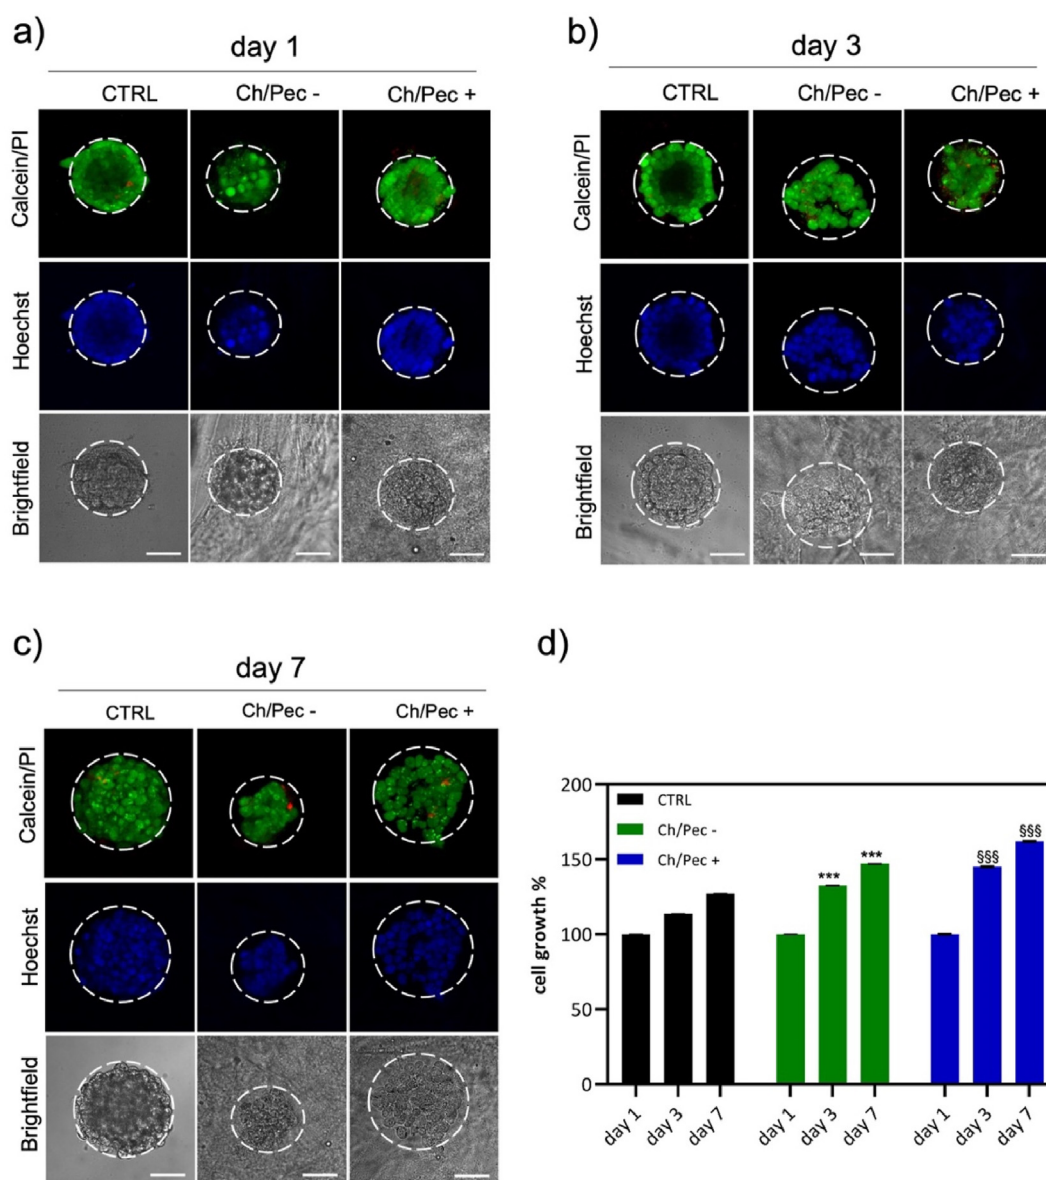 a)
day 1
CTRL
Ch/Pec -
Ch/Pec +
Calcein/PI
Hoechst
Brightfield
b)
day 3
CTRL
Ch/Pec -
Ch/Pec +
Calcein/PI
Hoechst
Brightfield
c)
day 7
CTRL
Ch/Pec -
Ch/Pec +
Calcein/PI
Hoechst
Brightfield
d)
cell growth %
200
150
100
50
0
CTRL
Ch/Pec -
Ch/Pec +
***
***
§§§
§§§
day 1
day 3
day 7
day 1
day 3
day 7
day 1
day 3
day 7